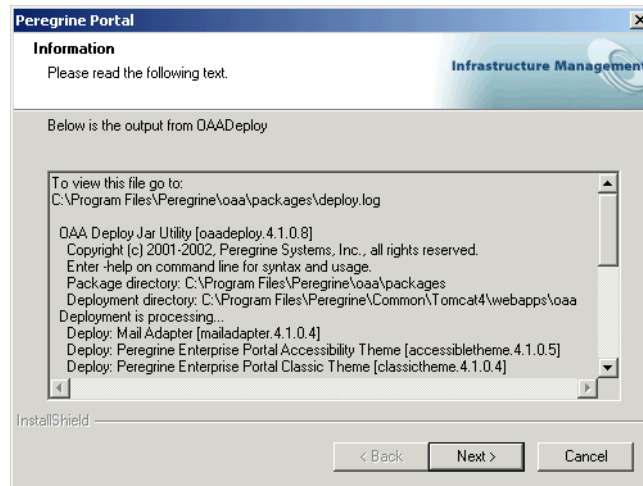 Peregrine Portal
Information
Please read the following text.
Infrastructure Management
Below is the output from OAADeploy
To view this file go to:
C:\Program Files\Peregrine\oaa\packages\deploy.log
OAA Deploy Jar Utility [oaadeploy.4.1.0.8]
Copyright (c) 2001-2002, Peregrine Systems, Inc., all rights reserved.
Enter -help on command line for syntax and usage.
Package directory: C:\Program Files\Peregrine\oaa\packages
Deployment directory: C:\Program Files\Peregrine\Common\Tomcat4\webapps\oaa
Deployment is processing...
Deploy: Mail Adapter [mailadapter.4.1.0.4]
Deploy: Peregrine Enterprise Portal Accessibility Theme [accessibletheme.4.1.0.5]
Deploy: Peregrine Enterprise Portal Classic Theme [classictheme.4.1.0.4]
InstallShield
< Back
Next >
Cancel